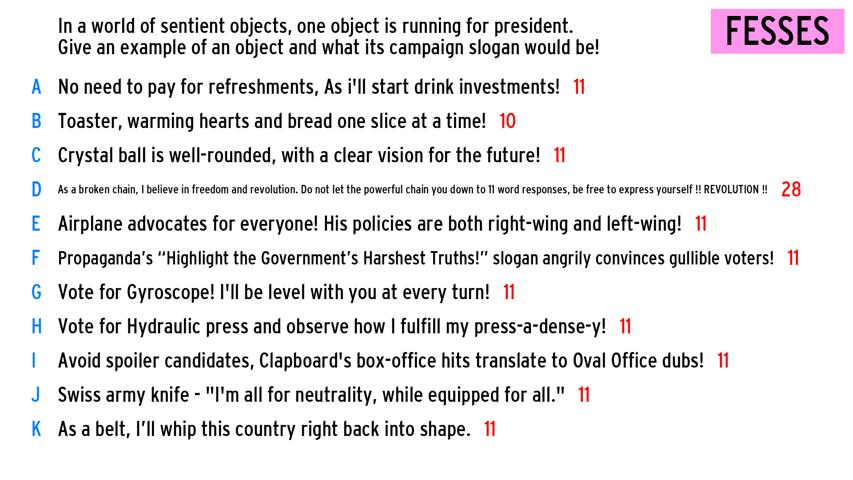 In a world of sentient objects, one object is running for president.
Give an example of an object and what its campaign slogan would be!
FESSES
A No need to pay for refreshments, As i'll start drink investments! 11
B Toaster, warming hearts and bread one slice at a time! 10
C Crystal ball is well-rounded, with a clear vision for the future! 11
D As a broken chain, I believe in freedom and revolution. Do not let the powerful chain you down to 11 word responses, be free to express yourself !! REVOLUTION !! 28
E Airplane advocates for everyone! His policies are both right-wing and left-wing! 11
F Propaganda's “Highlight the Government's Harshest Truths!” slogan angrily convinces gullible voters! 11
G Vote for Gyroscope! I'll be level with you at every turn! 11
H Vote for Hydraulic press and observe how I fulfill my press-a-dense-y! 11
I Avoid spoiler candidates, Clapboard's box-office hits translate to Oval Office dubs! 11
J Swiss army knife - "I'm all for neutrality, while equipped for all." 11
K As a belt, I'll whip this country right back into shape. 11